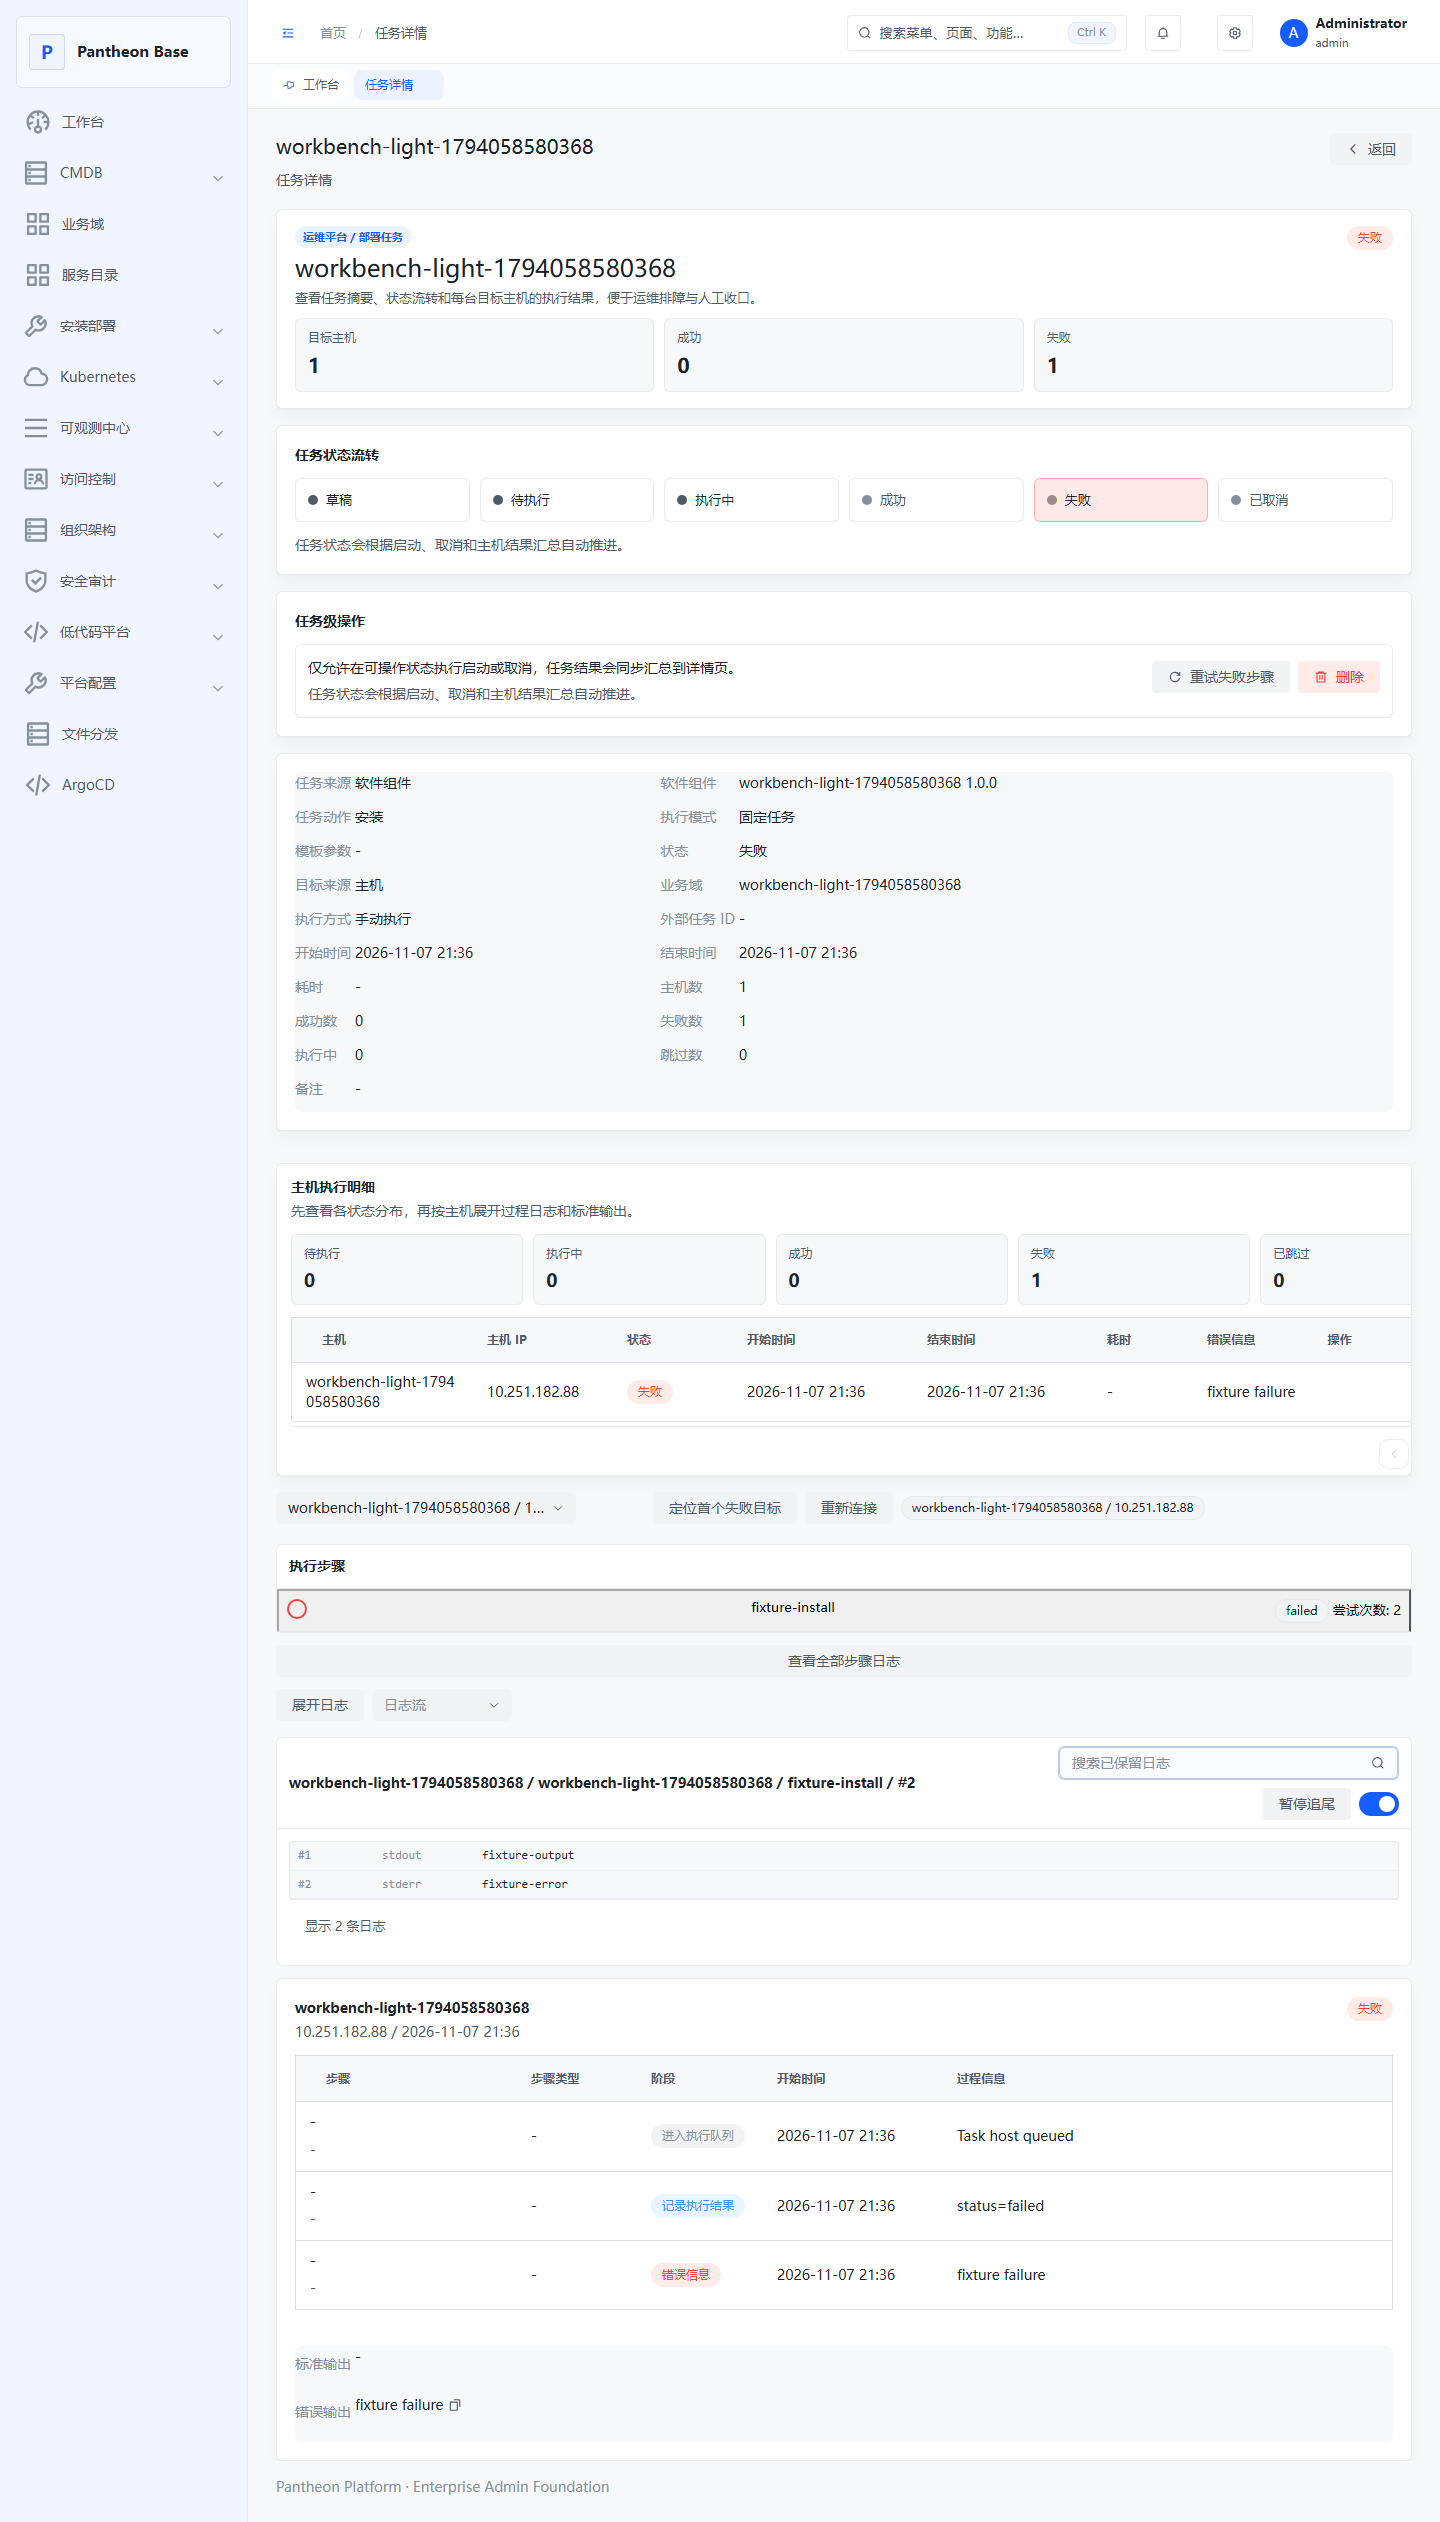 P Pantheon Base
工作台
CMDB
业务域
服务目录
安装部署
Kubernetes
可观测中心
访问控制
组织架构
安全审计
低代码平台
平台配置
文件分发
ArgoCD
首页 / 任务详情
搜索菜单、页面、功能... Ctrl K
A Administrator
admin
工作台 任务详情
workbench-light-1794058580368
返回
任务详情
运维平台 / 部署任务
失败
workbench-light-1794058580368
查看任务摘要、状态流转和每台目标主机的执行结果，便于运维排障与人工收口。
目标主机 成功 失败
1 0 1
任务状态流转
草稿 待执行 执行中 成功 失败 已取消
任务状态会根据启动、取消和主机结果汇总自动推进。
任务级操作
仅允许在可操作状态执行启动或取消，任务结果会同步汇总到详情页。
任务状态会根据启动、取消和主机结果汇总自动推进。
重试失败步骤 删除
任务来源 软件组件 软件组件 workbench-light-1794058580368 1.0.0
任务动作 安装 执行模式 固定任务
模板参数 - 状态 失败
目标来源 主机 业务域 workbench-light-1794058580368
执行方式 手动执行 外部任务 ID -
开始时间 2026-11-07 21:36 结束时间 2026-11-07 21:36
耗时 - 主机数 1
成功数 0 失败数 1
执行中 0 跳过数 0
备注 -
主机执行明细
先查看各状态分布，再按主机展开过程日志和标准输出。
待执行 执行中 成功 失败 已跳过
0 0 0 1 0
主机 主机 IP 状态 开始时间 结束时间 耗时 错误信息 操作
workbench-light-1794
058580368
10.251.182.88 失败 2026-11-07 21:36 2026-11-07 21:36 - fixture failure
workbench-light-1794058580368 / 1... 定位首个失败目标 重新连接 workbench-light-1794058580368 / 10.251.182.88
执行步骤
fixture-install failed 尝试次数: 2
查看全部步骤日志
展开日志 日志流
搜索已保留日志
workbench-light-1794058580368 / workbench-light-1794058580368 / fixture-install / #2
暂停追尾
#1 stdout fixture-output
#2 stderr fixture-error
显示 2 条日志
workbench-light-1794058580368
失败
10.251.182.88 / 2026-11-07 21:36
步骤 步骤类型 阶段 开始时间 过程信息
-
- - 进入执行队列 2026-11-07 21:36 Task host queued
-
- - 记录执行结果 2026-11-07 21:36 status=failed
-
- - 错误信息 2026-11-07 21:36 fixture failure
标准输出 -
错误输出 fixture failure
Pantheon Platform · Enterprise Admin Foundation